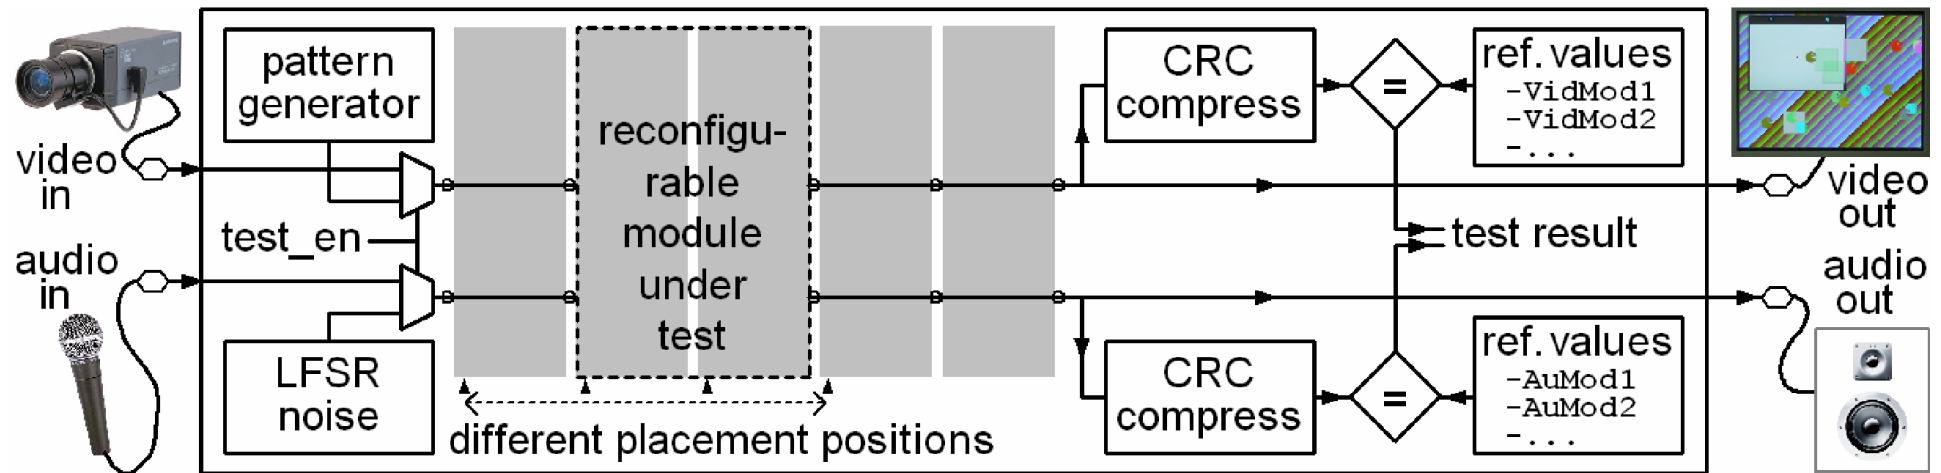 video
in
audio
in
pattern
generator
test_en
LFSR
noise
reconfigu-
rable
module
under
test
different placement positions
CRC
compress
=
ref. values
-VidMod1
-VidMod2
-...
test result
CRC
compress
=
ref. values
-AuMod1
-AuMod2
-...
video
out
audio
out